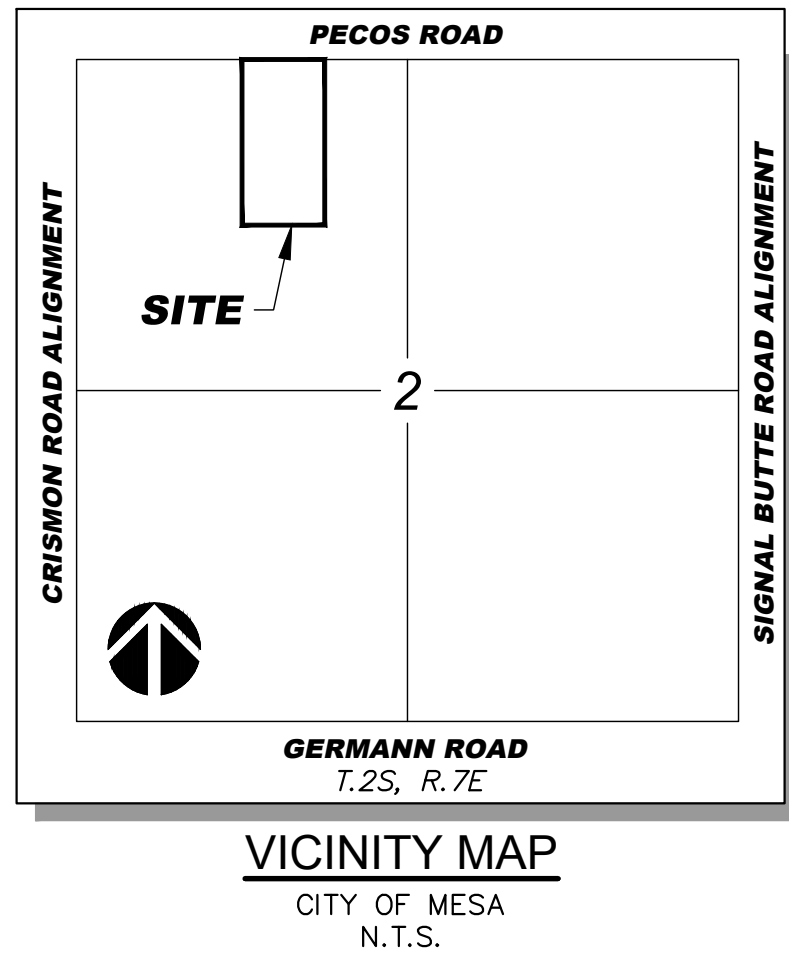 PECOS ROAD
CRISMON ROAD ALIGNMENT
SIGNAL BUTTE ROAD ALIGNMENT
SITE
2
GERMANN ROAD
T.2S, R.7E
VICINITY MAP
CITY OF MESA
N.T.S.